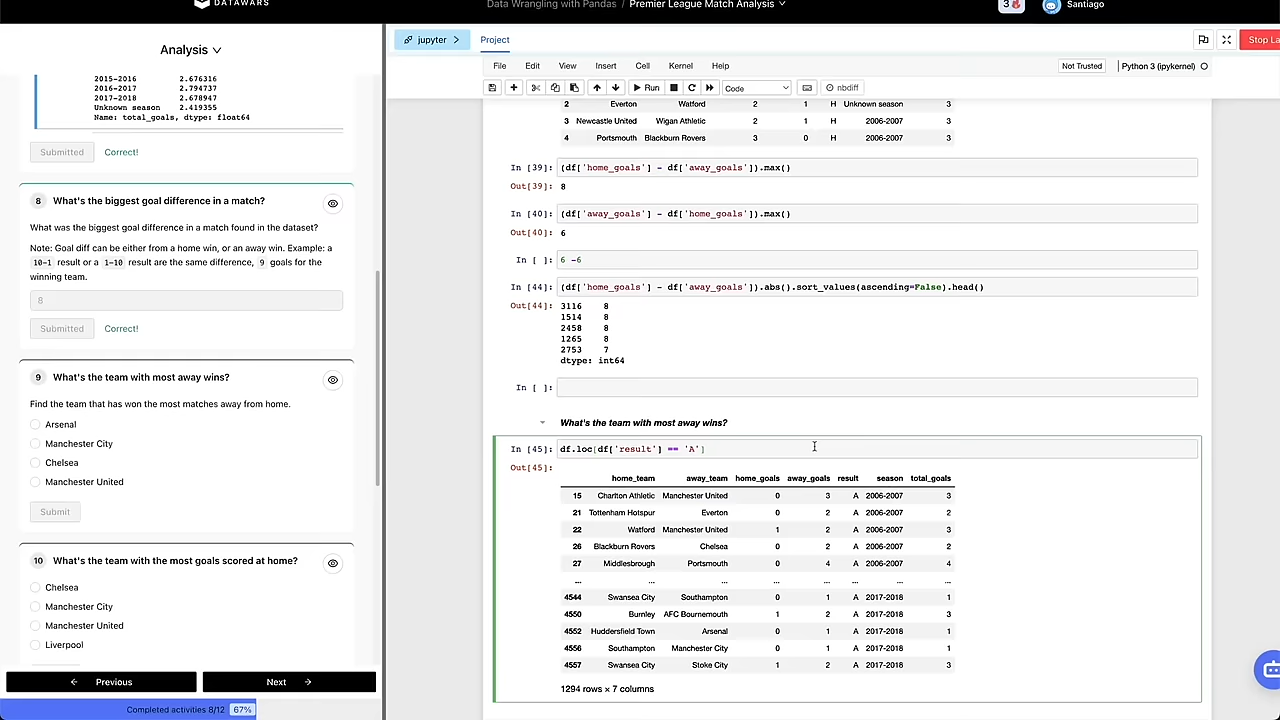 DATAWARS
Data Wrangling with Pandas / Premier League Match Analysis
3
Santiago
Analysis
2015-2016 2.676316
2016-2017 2.794737
2017-2018 2.678947
Unknown season 2.419355
Name: total_goals, dtype: float64
Submitted Correct!
8 What's the biggest goal difference in a match?
What was the biggest goal difference in a match found in the dataset?
Note: Goal diff can be either from a home win, or an away win. Example: a
10-1 result or a 1-10 result are the same difference, 9 goals for the
winning team.
8
Submitted Correct!
9 What's the team with most away wins?
Find the team that has won the most matches away from home.
Arsenal
Manchester City
Chelsea
Manchester United
Submit
10 What's the team with the most goals scored at home?
Chelsea
Manchester City
Manchester United
Liverpool
Previous
Next
Completed activities 8/12 67%
jupyter
Project
Stop La
File Edit View Insert Cell Kernel Help
Not Trusted
Python 3 (ipykernel)
Run
Code
nbdiff
2 Everton Watford 2 1 H Unknown season 3
3 Newcastle United Wigan Athletic 2 1 H 2006-2007 3
4 Portsmouth Blackburn Rovers 3 0 H 2006-2007 3
In [39]: (df['home_goals'] - df['away_goals']).max()
Out[39]: 8
In [40]: (df['away_goals'] - df['home_goals']).max()
Out[40]: 6
In [ ]: 6 -6
In [44]: (df['home_goals'] - df['away_goals']).abs().sort_values(ascending=False).head()
Out[44]: 3116 8
1514 8
2458 8
1265 8
2753 7
dtype: int64
In [ ]:
What's the team with most away wins?
In [45]: df.loc[df['result'] == 'A']
Out[45]:
home_team away_team home_goals away_goals result season total_goals
15 Charlton Athletic Manchester United 0 3 A 2006-2007 3
21 Tottenham Hotspur Everton 0 2 A 2006-2007 2
22 Watford Manchester United 1 2 A 2006-2007 3
26 Blackburn Rovers Chelsea 0 2 A 2006-2007 2
27 Middlesbrough Portsmouth 0 4 A 2006-2007 4
... ... ... ... ... ... ... ...
4544 Swansea City Southampton 0 1 A 2017-2018 1
4550 Burnley AFC Bournemouth 1 2 A 2017-2018 3
4552 Huddersfield Town Arsenal 0 1 A 2017-2018 1
4556 Southampton Manchester City 0 1 A 2017-2018 1
4557 Swansea City Stoke City 1 2 A 2017-2018 3
1294 rows × 7 columns